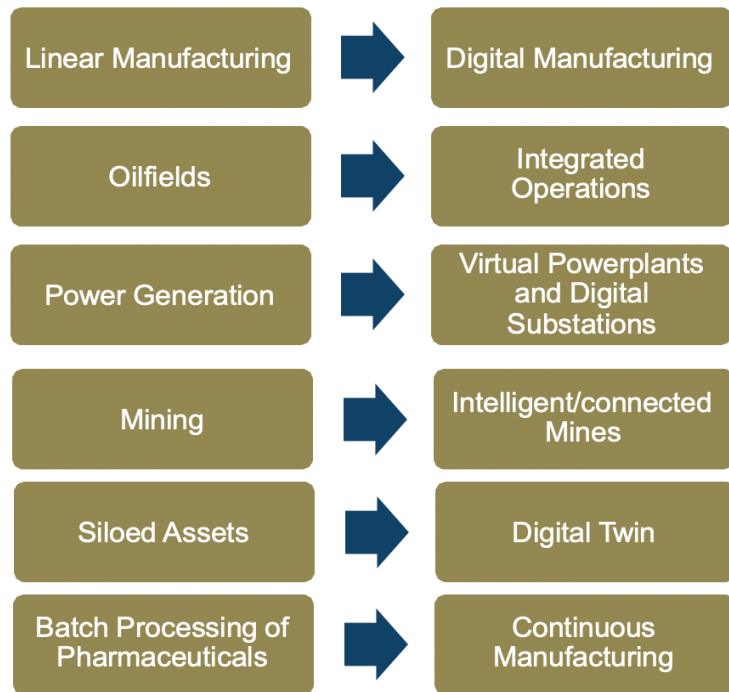 Linear Manufacturing
Digital Manufacturing
Oilfields
Integrated
Operations
Power Generation
Virtual Powerplants
and Digital
Substations
Mining
Intelligent/connected
Mines
Siloed Assets
Digital Twin
Batch Processing of
Pharmaceuticals
Continuous
Manufacturing